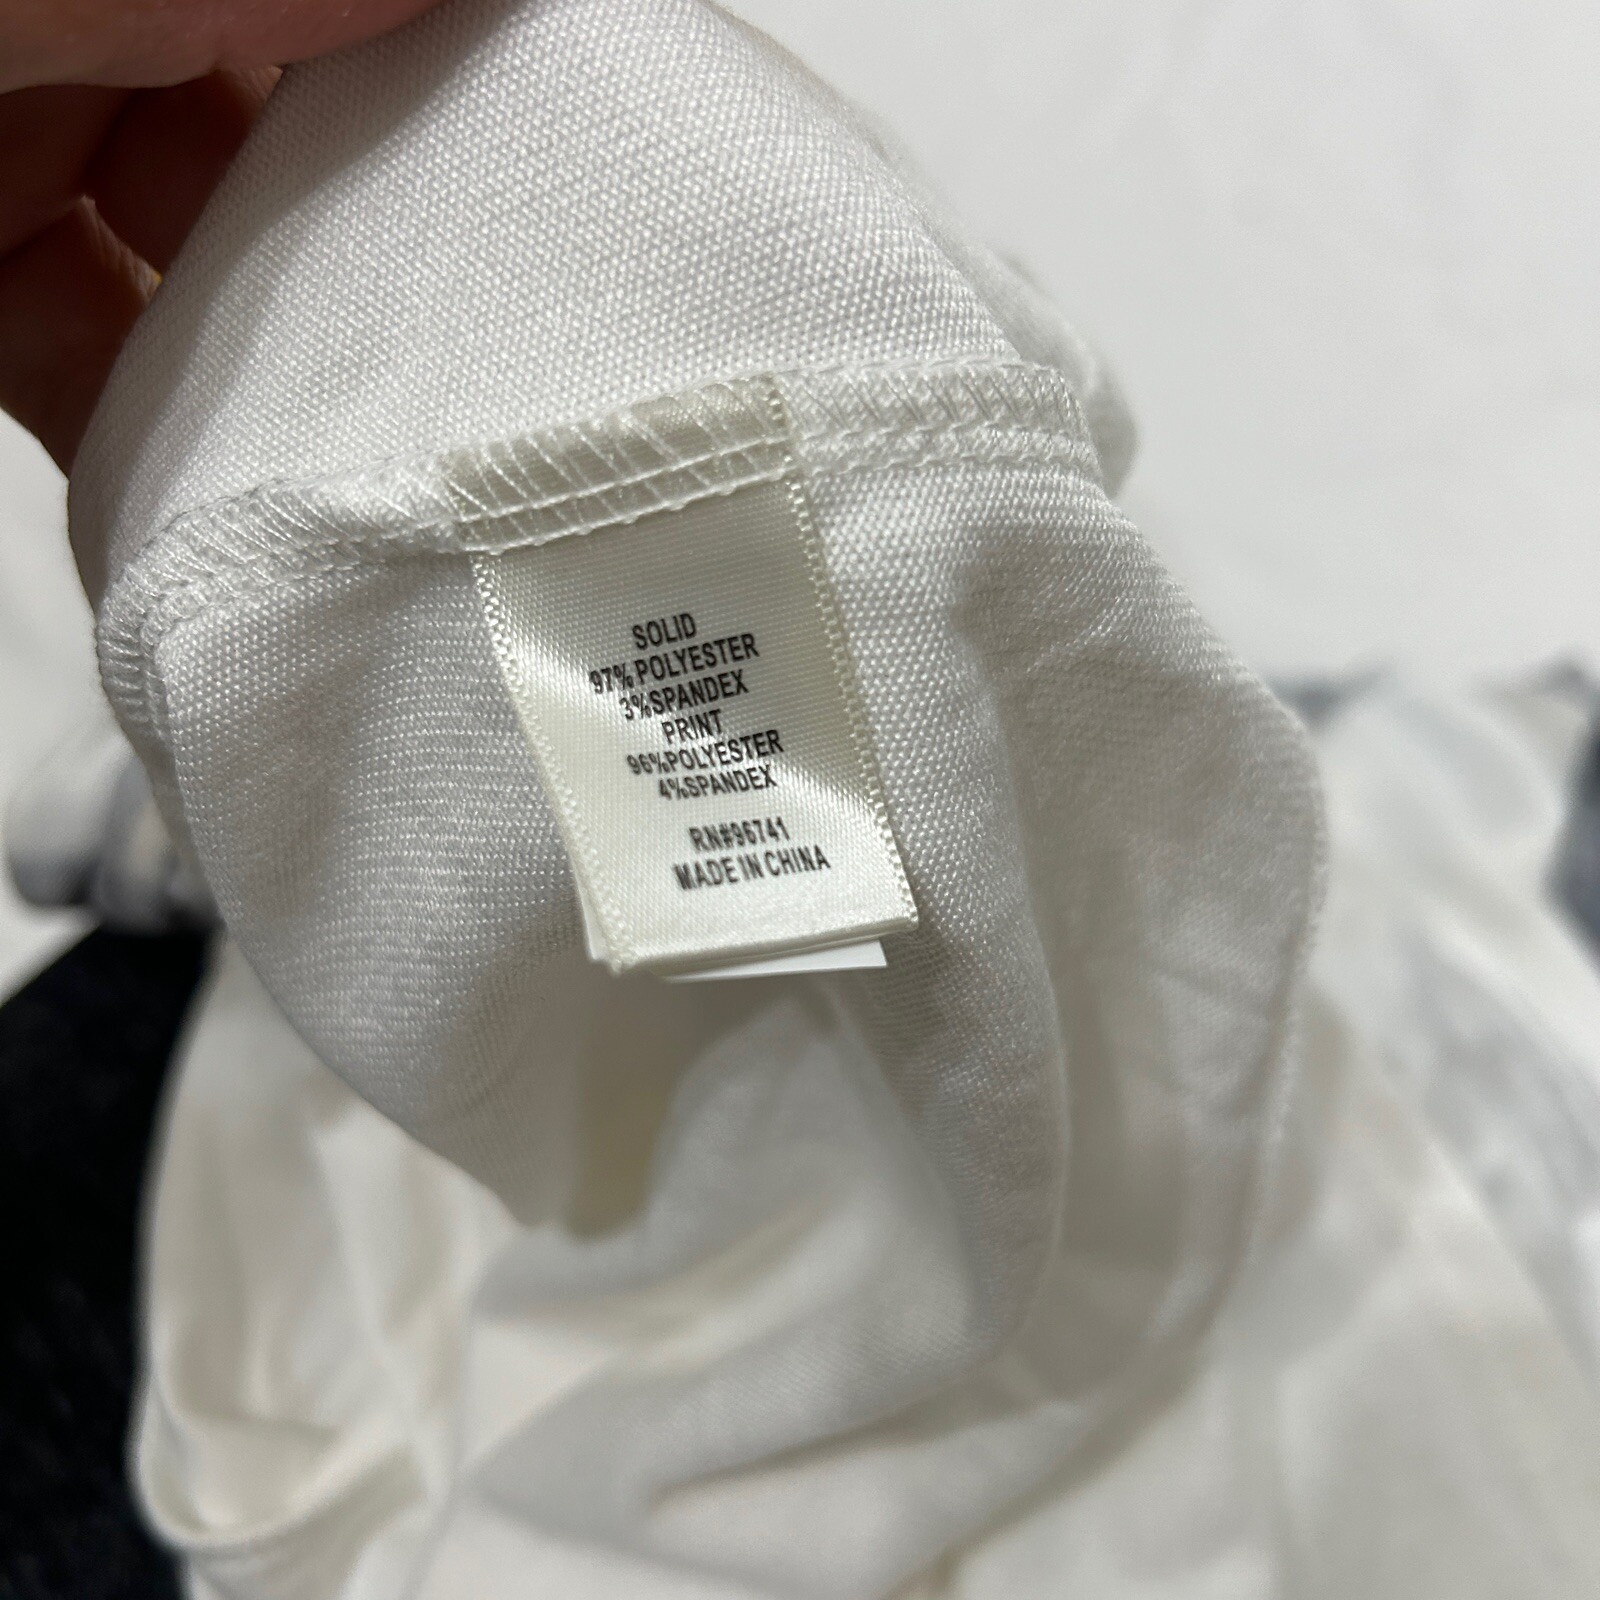 SOLID
97% POLYESTER
3%SPANDEX
PRINT
96%POLYESTER
4%SPANDEX
RN#96741
MADE IN CHINA